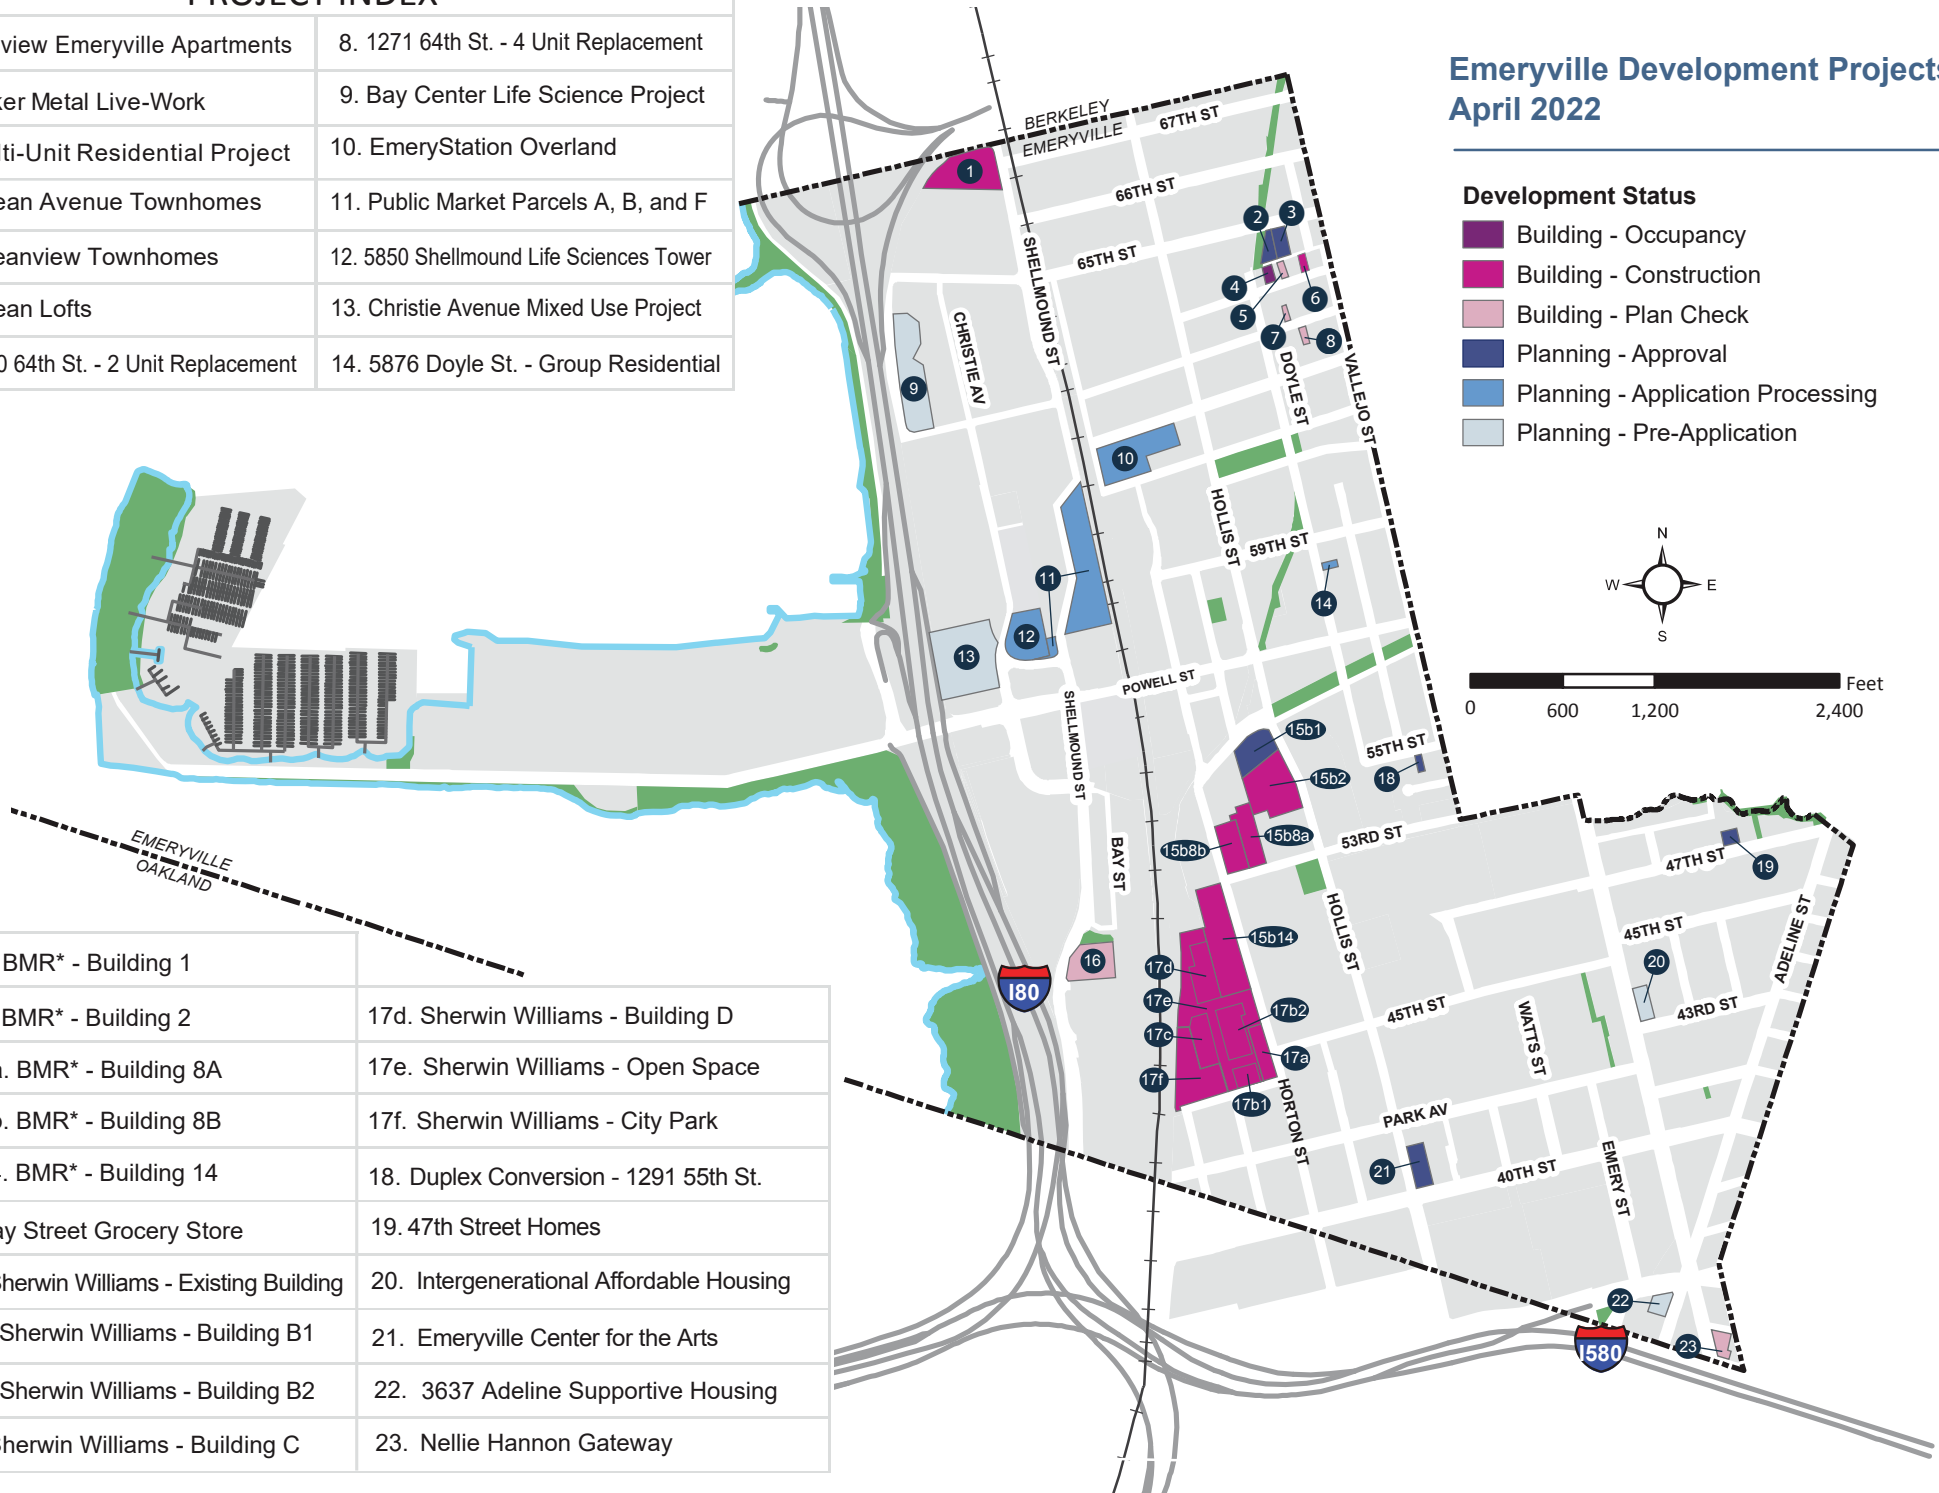 PROJECT INDEX
view Emeryville Apartments
8. 1271 64th St. - 4 Unit Replacement
er Metal Live-Work
9. Bay Center Life Science Project
ti-Unit Residential Project
10. EmeryStation Overland
ean Avenue Townhomes
11. Public Market Parcels A, B, and F
eanview Townhomes
12. 5850 Shellmound Life Sciences Tower
ean Lofts
13. Christie Avenue Mixed Use Project
0 64th St. - 2 Unit Replacement
14. 5876 Doyle St. - Group Residential
Emeryville Development Projects
April 2022
Development Status
Building - Occupancy
Building - Construction
Building - Plan Check
Planning - Approval
Planning - Application Processing
Planning - Pre-Application
N
W
E
S
Feet
0
600
1,200
2,400
BERKELEY
EMERYVILLE
67TH ST
66TH ST
65TH ST
SHELLMOUND ST
CHRISTIE AV
DOYLE ST
VALLEJO ST
HOLLIS ST
59TH ST
POWELL ST
SHELLMOUND ST
BAY ST
55TH ST
53RD ST
47TH ST
45TH ST
43RD ST
ADELINE ST
HOLLIS ST
45TH ST
WATTS ST
PARK AV
HORTON ST
40TH ST
EMERY ST
EMERYVILLE
OAKLAND
I80
I580
1
2
3
4
5
6
7
8
9
10
11
12
13
14
15b1
15b2
15b8a
15b8b
15b14
16
17d
17e
17c
17f
17b2
17a
17b1
18
19
20
21
22
23
BMR* - Building 1
BMR* - Building 2
17d. Sherwin Williams - Building D
. BMR* - Building 8A
17e. Sherwin Williams - Open Space
. BMR* - Building 8B
17f. Sherwin Williams - City Park
. BMR* - Building 14
18. Duplex Conversion - 1291 55th St.
ay Street Grocery Store
19. 47th Street Homes
Sherwin Williams - Existing Building
20. Intergenerational Affordable Housing
Sherwin Williams - Building B1
21. Emeryville Center for the Arts
Sherwin Williams - Building B2
22. 3637 Adeline Supportive Housing
Sherwin Williams - Building C
23. Nellie Hannon Gateway